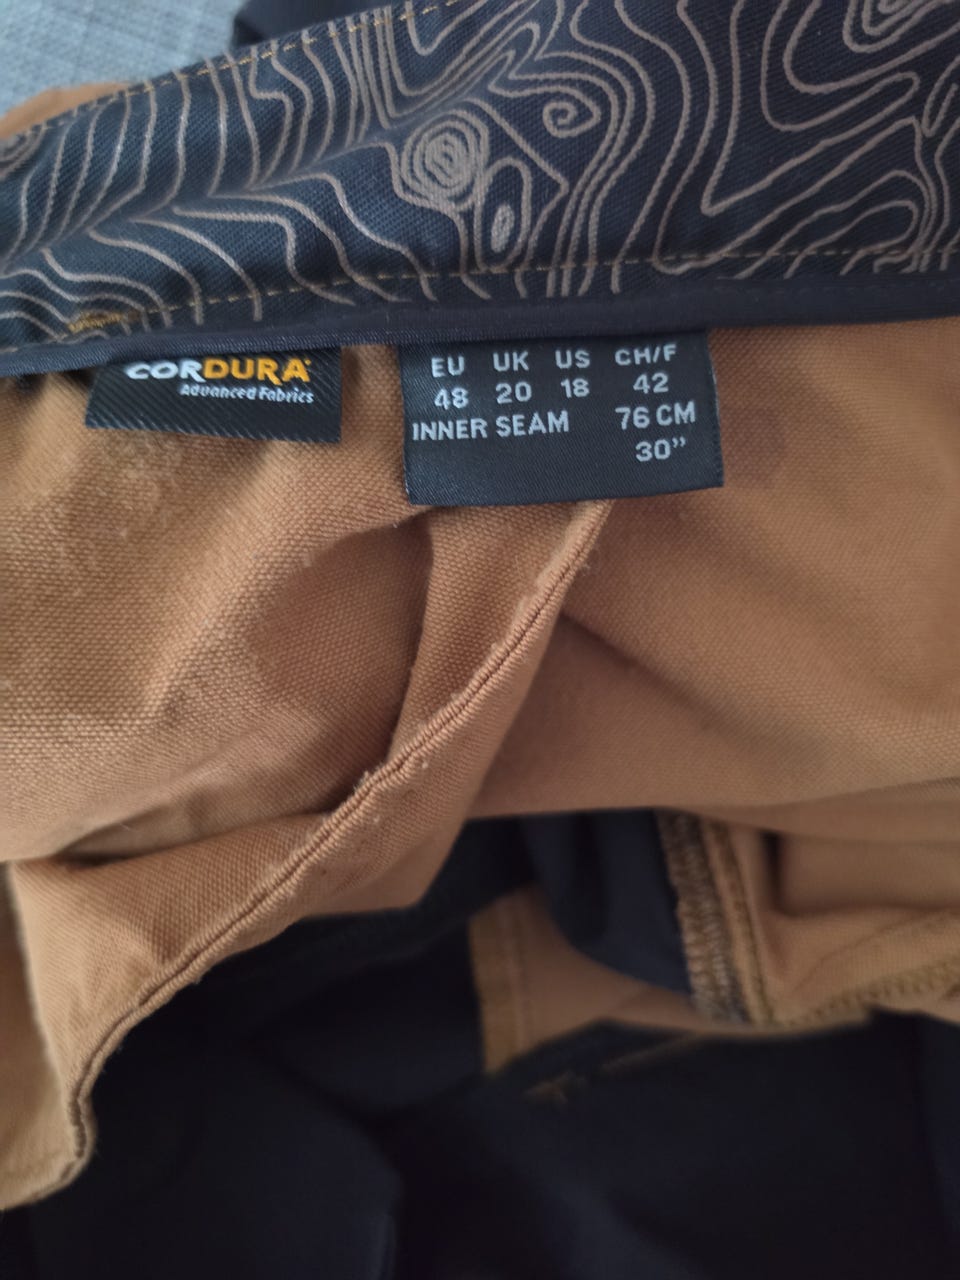 CORDURA
Advanced Fabrics
EU UK US CH/F
48 20 18 42
INNER SEAM 76 CM
30”